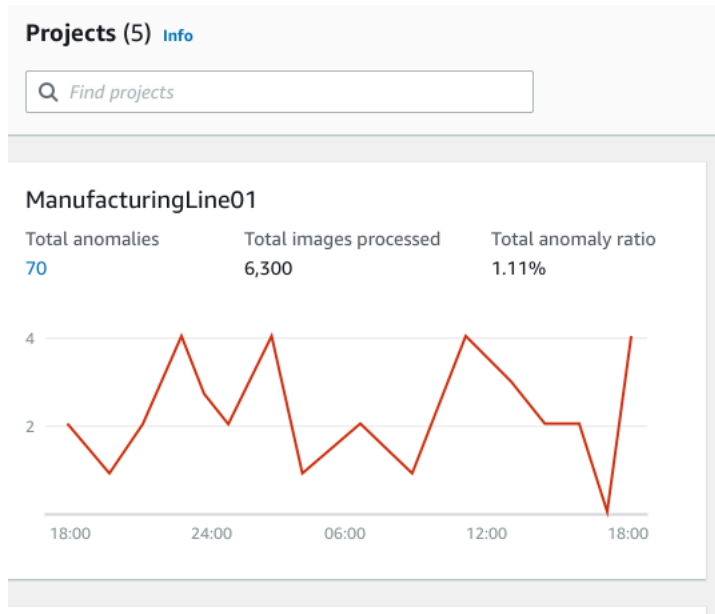 Projects (5) Info
Find projects
ManufacturingLine01
Total anomalies Total images processed Total anomaly ratio
70 6,300 1.11%
4
2
18:00 24:00 06:00 12:00 18:00